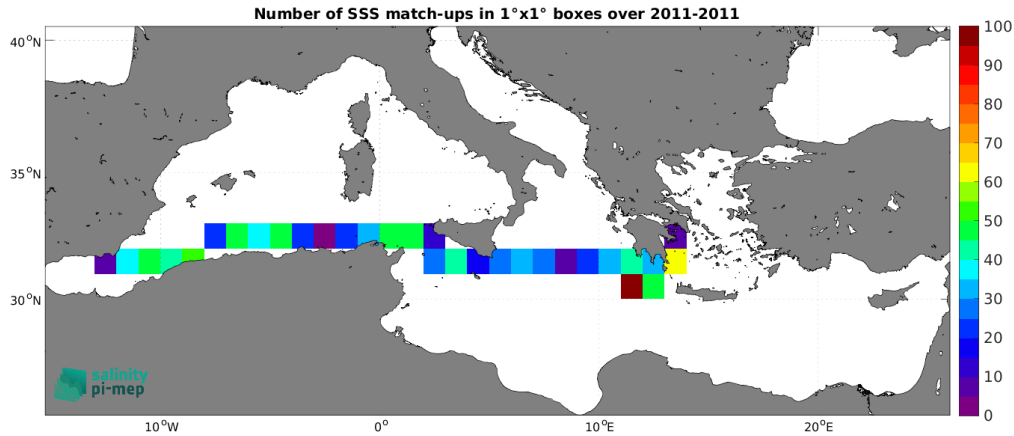 Number of SSS match-ups in 1°x1° boxes over 2011-2011
40°N
35°N
30°N
10°W
0°
10°E
20°E
100
90
80
70
60
50
40
30
20
10
0
salinity
pi-mep